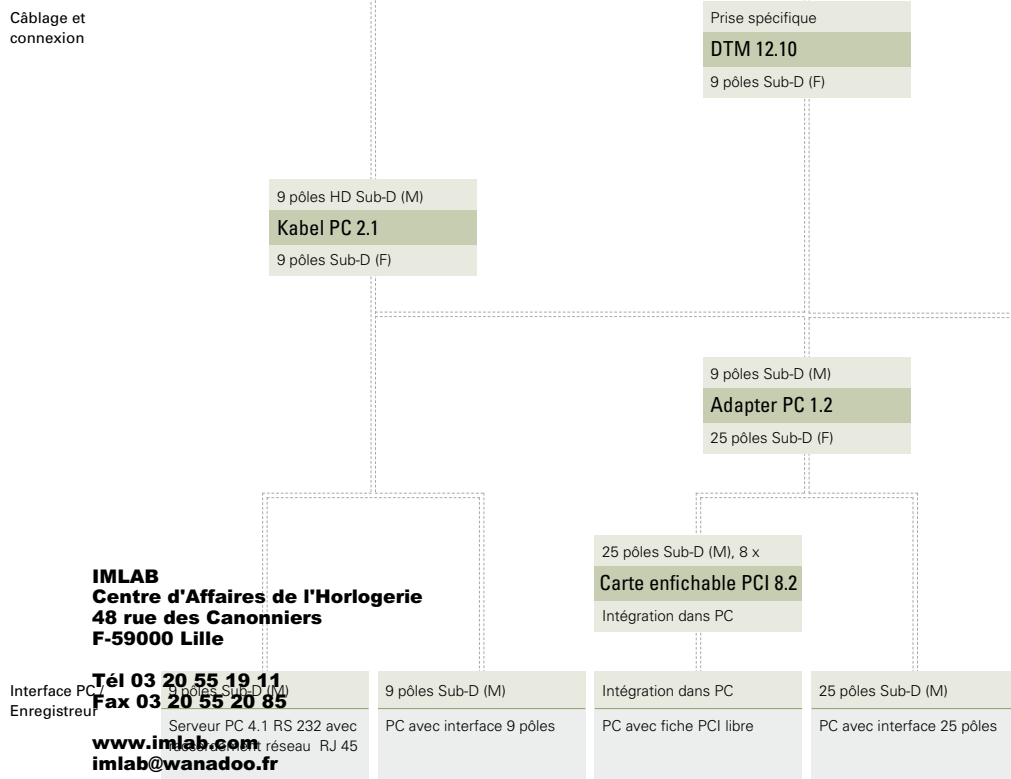 Câblage et
connexion
Prise spécifique
DTM 12.10
9 pôles Sub-D (F)
9 pôles HD Sub-D (M)
Kabel PC 2.1
9 pôles Sub-D (F)
9 pôles Sub-D (M)
Adapter PC 1.2
25 pôles Sub-D (F)
25 pôles Sub-D (M), 8 x
Carte enfichable PCI 8.2
Intégration dans PC
IMLAB
Centre d'Affaires de l'Horlogerie
48 rue des Canonniers
F-59000 Lille
Tél 03 20 55 19 11
Fax 03 20 55 20 85
www.imlab.com
imlab@wanadoo.fr
Interface PC/
Enregistreur
9 pôles Sub-D (M)
Serveur PC 4.1 RS 232 avec
raccordement réseau RJ 45
9 pôles Sub-D (M)
PC avec interface 9 pôles
Intégration dans PC
PC avec fiche PCI libre
25 pôles Sub-D (M)
PC avec interface 25 pôles